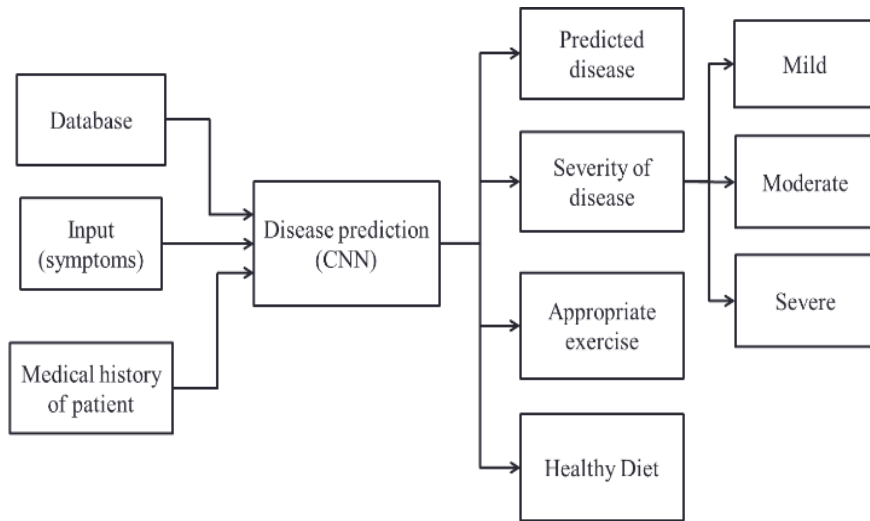 Database
Input
(symptoms)
Medical history
of patient
Disease prediction
(CNN)
Predicted
disease
Severity of
disease
Appropriate
exercise
Healthy Diet
Mild
Moderate
Severe